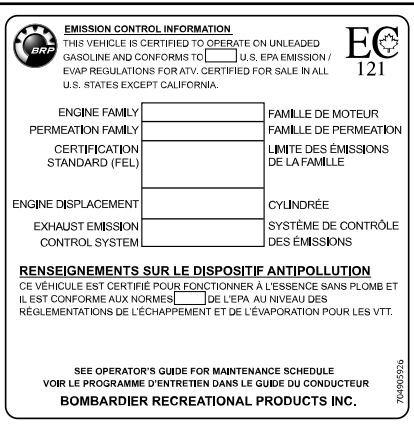 EMISSION CONTROL INFORMATION
THIS VEHICLE IS CERTIFIED TO OPERATE ON UNLEADED
GASOLINE AND CONFORMS TO U.S. EPA EMISSION /
EVAP REGULATIONS FOR ATV. CERTIFIED FOR SALE IN ALL
U.S. STATES EXCEPT CALIFORNIA.
BRP
EC
121
ENGINE FAMILY FAMILLE DE MOTEUR
PERMEATION FAMILY FAMILLE DE PERMEATION
CERTIFICATION LIMITE DES ÉMISSIONS
STANDARD (FEL) DE LA FAMILLE
ENGINE DISPLACEMENT CYLINDRÉE
EXHAUST EMISSION SYSTÈME DE CONTRÔLE
CONTROL SYSTEM DES ÉMISSIONS
RENSEIGNEMENTS SUR LE DISPOSITIF ANTIPOLLUTION
CE VÉHICULE EST CERTIFIÉ POUR FONCTIONNER À L'ESSENCE SANS PLOMB ET
IL EST CONFORME AUX NORMES DE L'EPA AU NIVEAU DES
RÉGLEMENTATIONS DE L'ÉCHAPPEMENT ET DE L'ÉVAPORATION POUR LES VTT.
SEE OPERATOR'S GUIDE FOR MAINTENANCE SCHEDULE
VOIR LE PROGRAMME D'ENTRETIEN DANS LE GUIDE DU CONDUCTEUR
BOMBARDIER RECREATIONAL PRODUCTS INC.
704905926